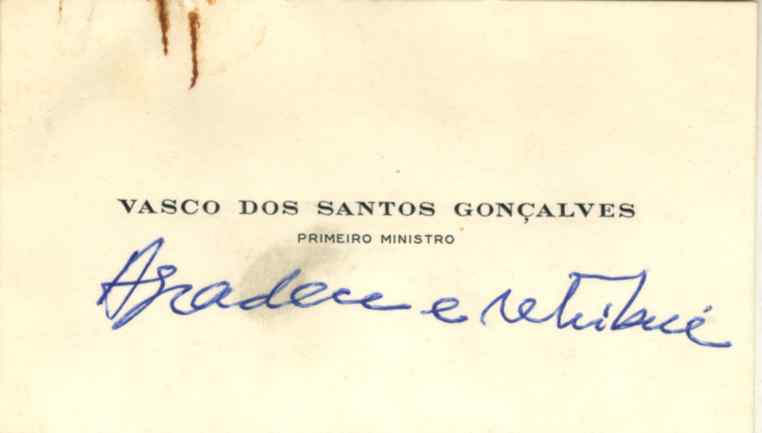 VASCO DOS SANTOS GONÇALVES
PRIMEIRO MINISTRO
Agradece e retribui